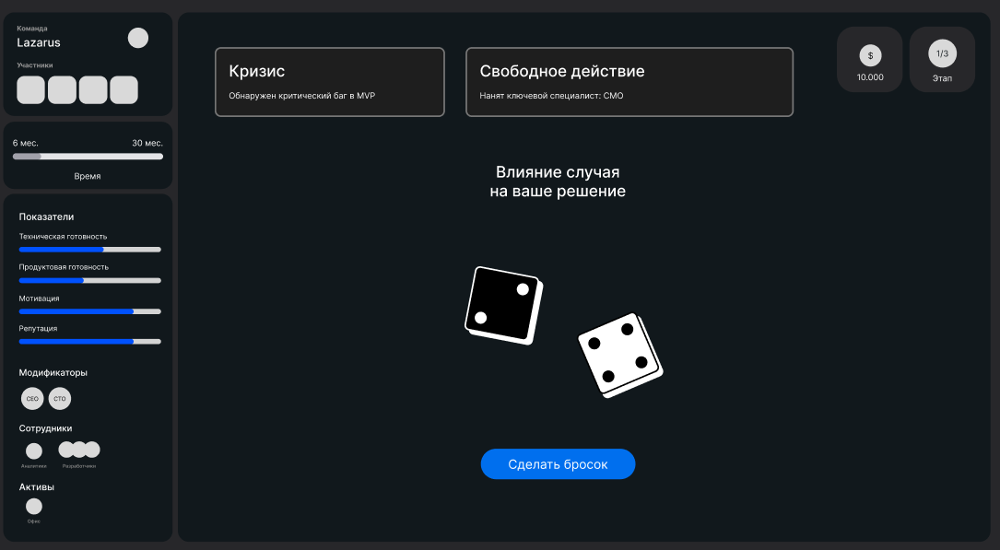 Команда
Lazarus
Участники
6 мес.
30 мес.
Время
Показатели
Техническая готовность
Продуктовая готовность
Мотивация
Репутация
Модификаторы
CEO
CTO
Сотрудники
Аналитики
Разработчики
Активы
Офис
Кризис
Обнаружен критический баг в MVP
Свободное действие
Нанят ключевой специалист: СМО
$
10.000
1/3
Этап
Влияние случая
на ваше решение
Сделать бросок